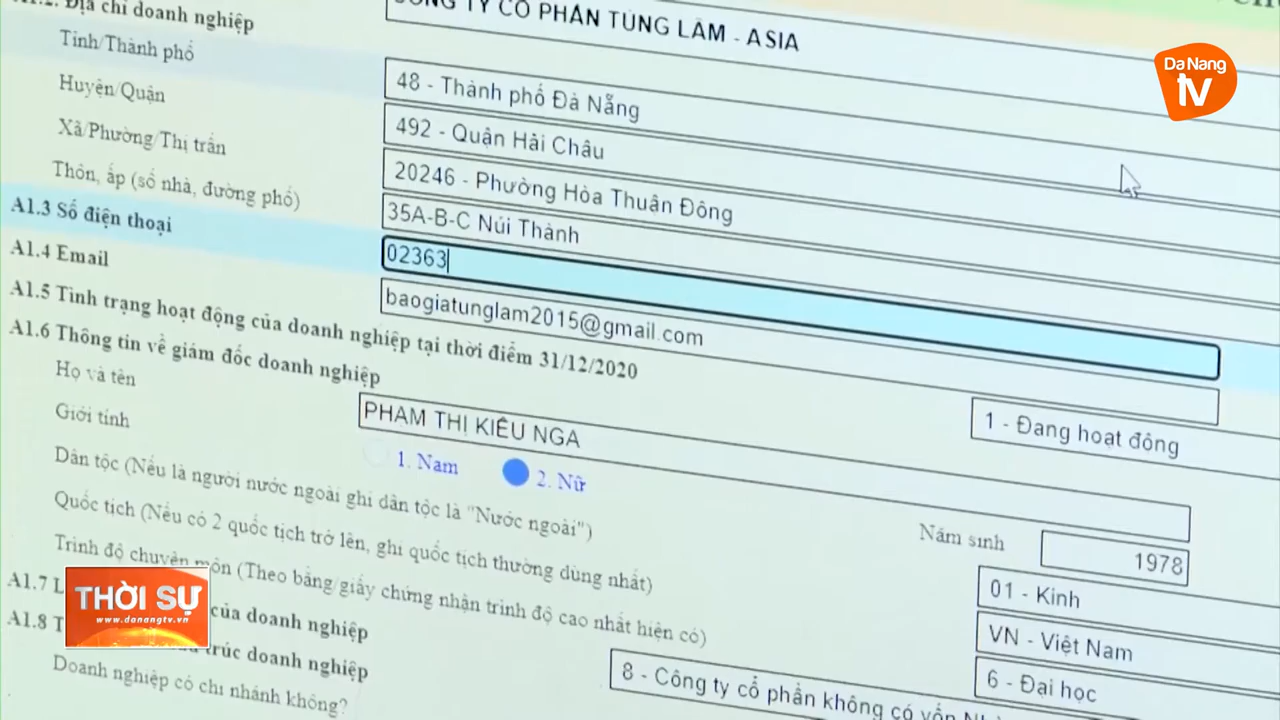 Địa chỉ doanh nghiệp
CÔNG TY CỔ PHẦN TÙNG LÂM - ASIA
Da Nang
tv
Tỉnh/Thành phố
48 - Thành phố Đà Nẵng
Huyện/Quận
492 - Quận Hải Châu
Xã/Phường/Thị trấn
20246 - Phường Hòa Thuận Đông
Thôn, ấp (số nhà, đường phố)
35A-B-C Núi Thành
A1.3 Số điện thoại
02363
A1.4 Email
baogiatunglam2015@gmail.com
A1.5 Tình trạng hoạt động của doanh nghiệp tại thời điểm 31/12/2020
1 - Đang hoạt động
A1.6 Thông tin về giám đốc doanh nghiệp
Họ và tên
PHẠM THỊ KIỀU NGA
Giới tính
1. Nam
2. Nữ
Năm sinh
1978
Dân tộc (Nếu là người nước ngoài ghi dân tộc là "Nước ngoài")
01 - Kinh
Quốc tịch (Nếu có 2 quốc tịch trở lên, ghi quốc tịch thường dùng nhất)
VN - Việt Nam
Trình độ chuyên môn (Theo bằng/giấy chứng nhận trình độ cao nhất hiện có)
6 - Đại học
A1.7 của doanh nghiệp
8 - Công ty cổ phần không có vốn
A1.8 trúc doanh nghiệp
Doanh nghiệp có chi nhánh không?
THỜI SỰ
www.danangtv.vn